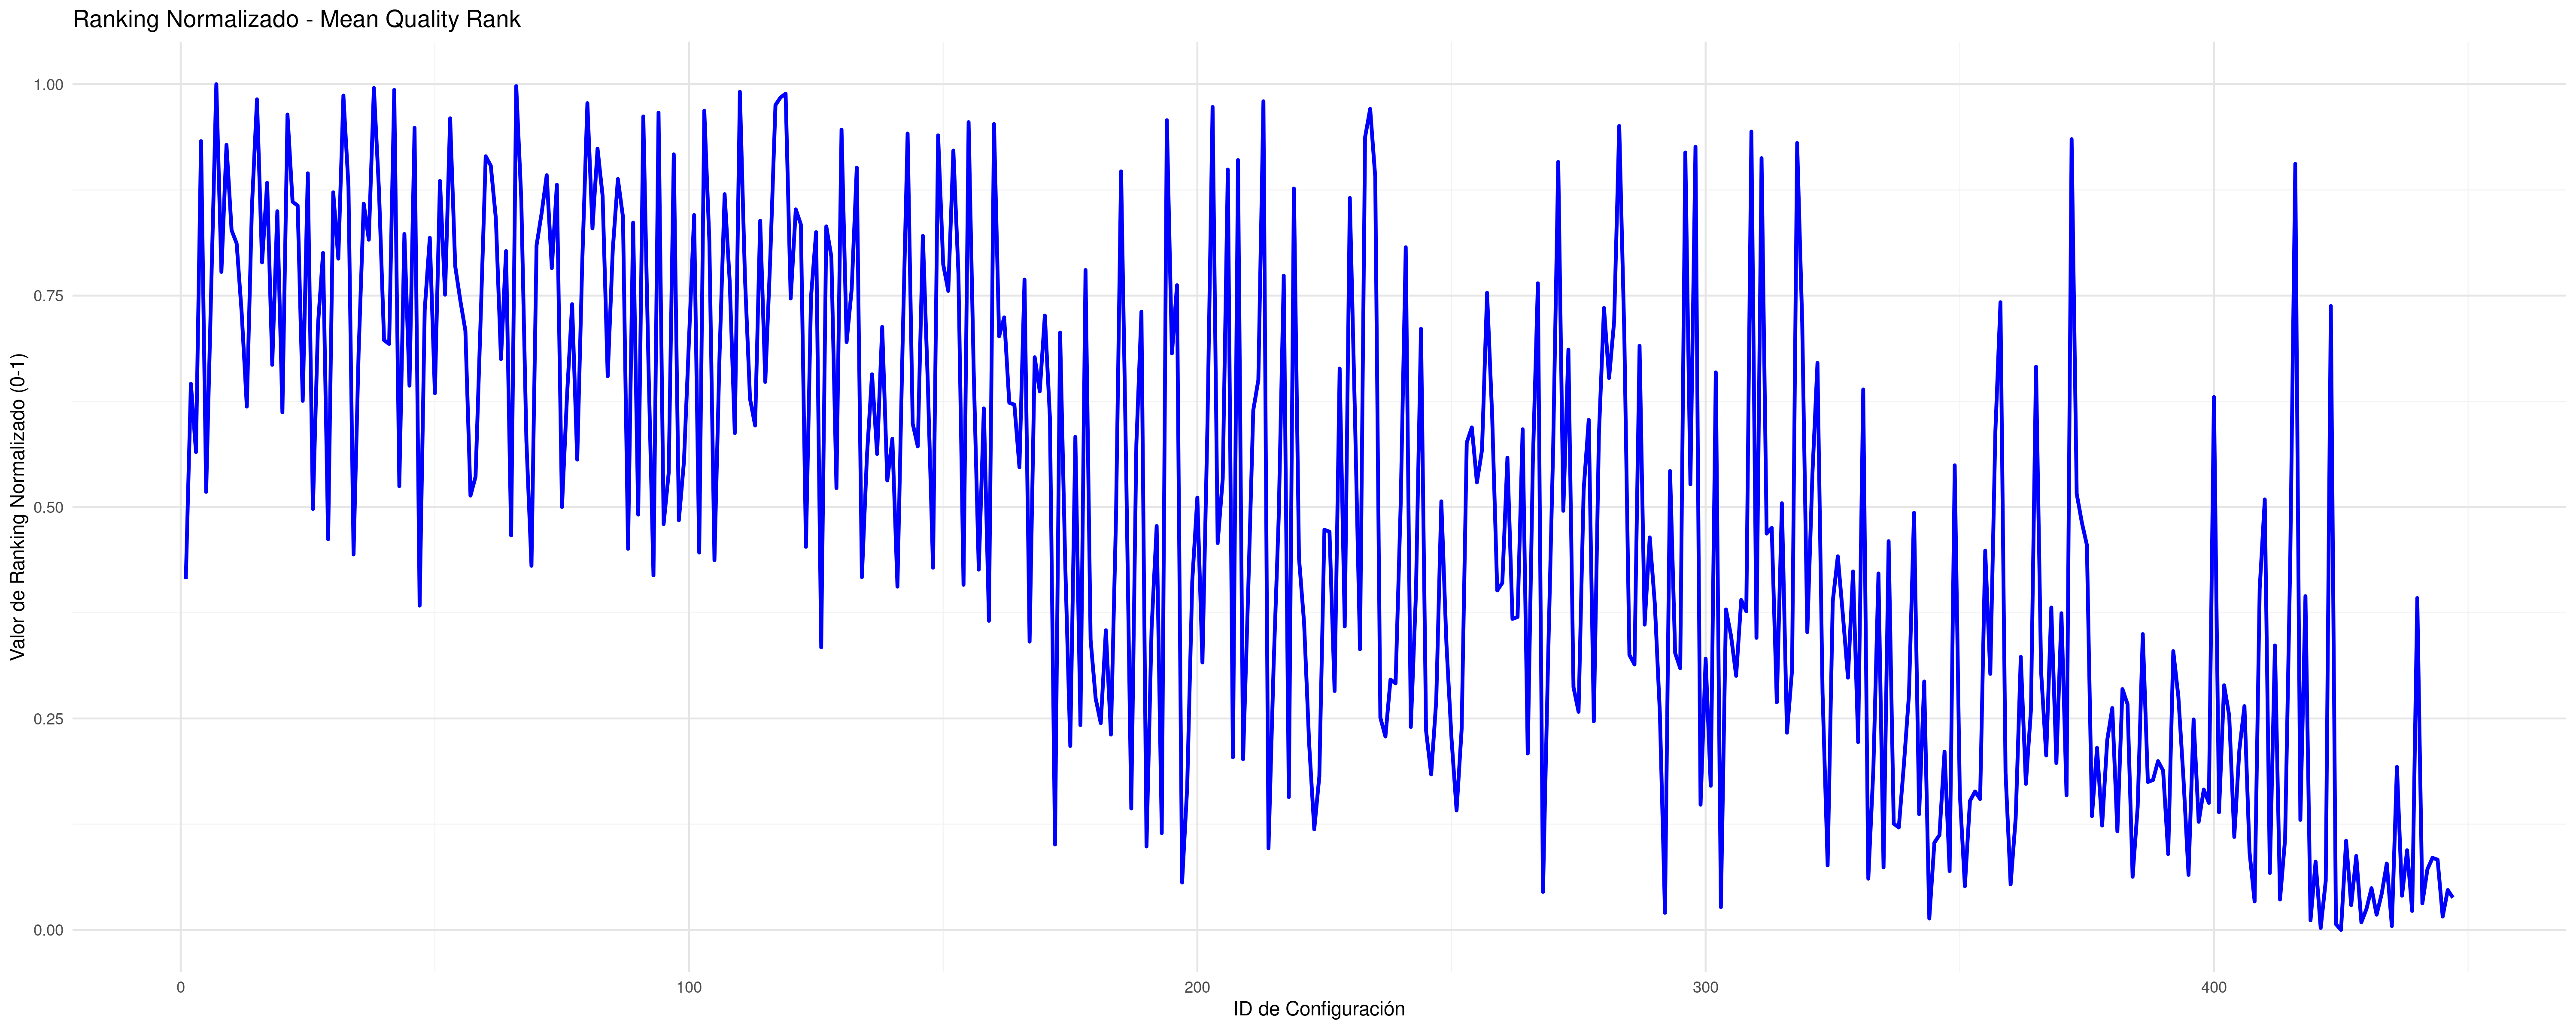 Ranking Normalizado - Mean Quality Rank
Valor de Ranking Normalizado (0-1)
1.00
0.75
0.50
0.25
0.00
0 100 200 300 400
ID de Configuración